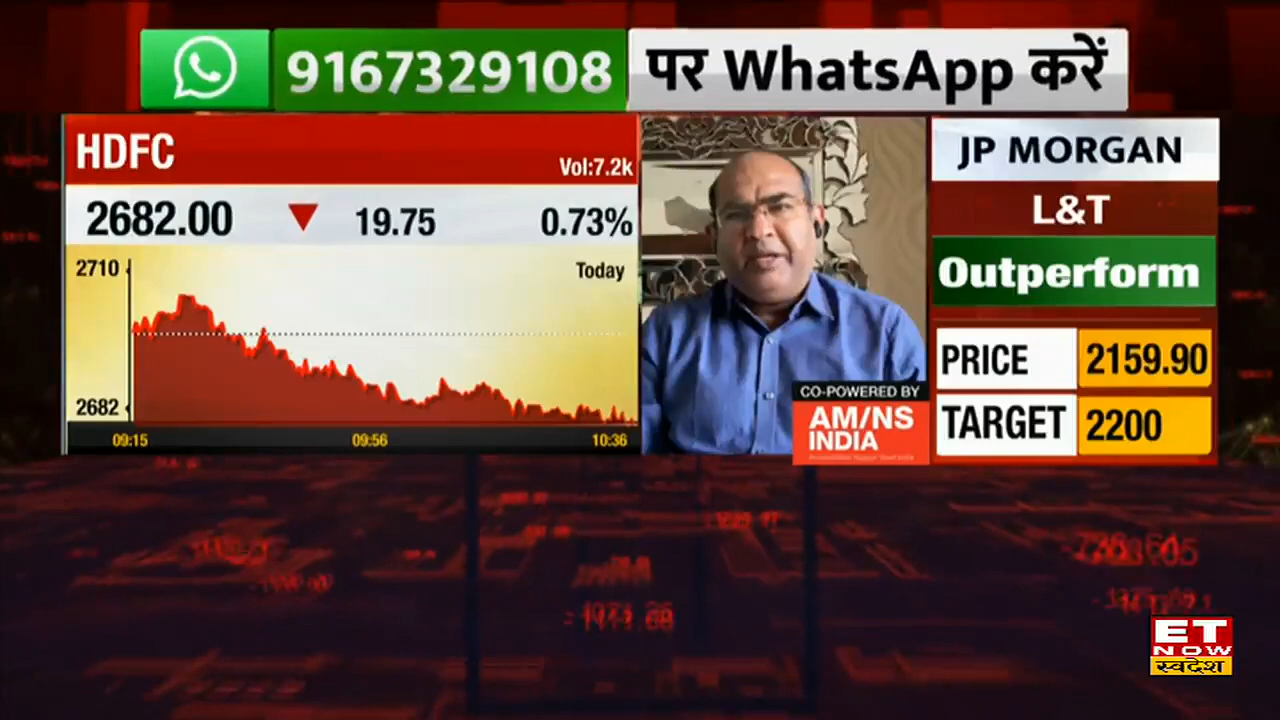 9167329108 पर WhatsApp करें
HDFC
Vol:7.2k
2682.00 ▼ 19.75 0.73%
2710
Today
2682
09:15 09:56 10:36
CO-POWERED BY
AM/NS
INDIA
JP MORGAN
L&T
Outperform
PRICE 2159.90
TARGET 2200
ET
NOW
स्वदेश